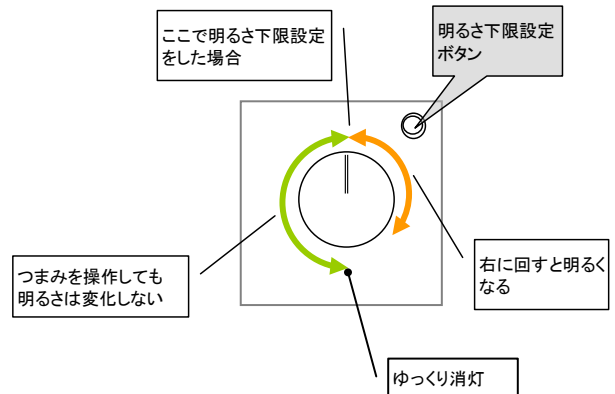 ここで明るさ下限設定
をした場合
明るさ下限設定
ボタン
つまみを操作しても
明るさは変化しない
右に回すと明るく
なる
ゆっくり消灯